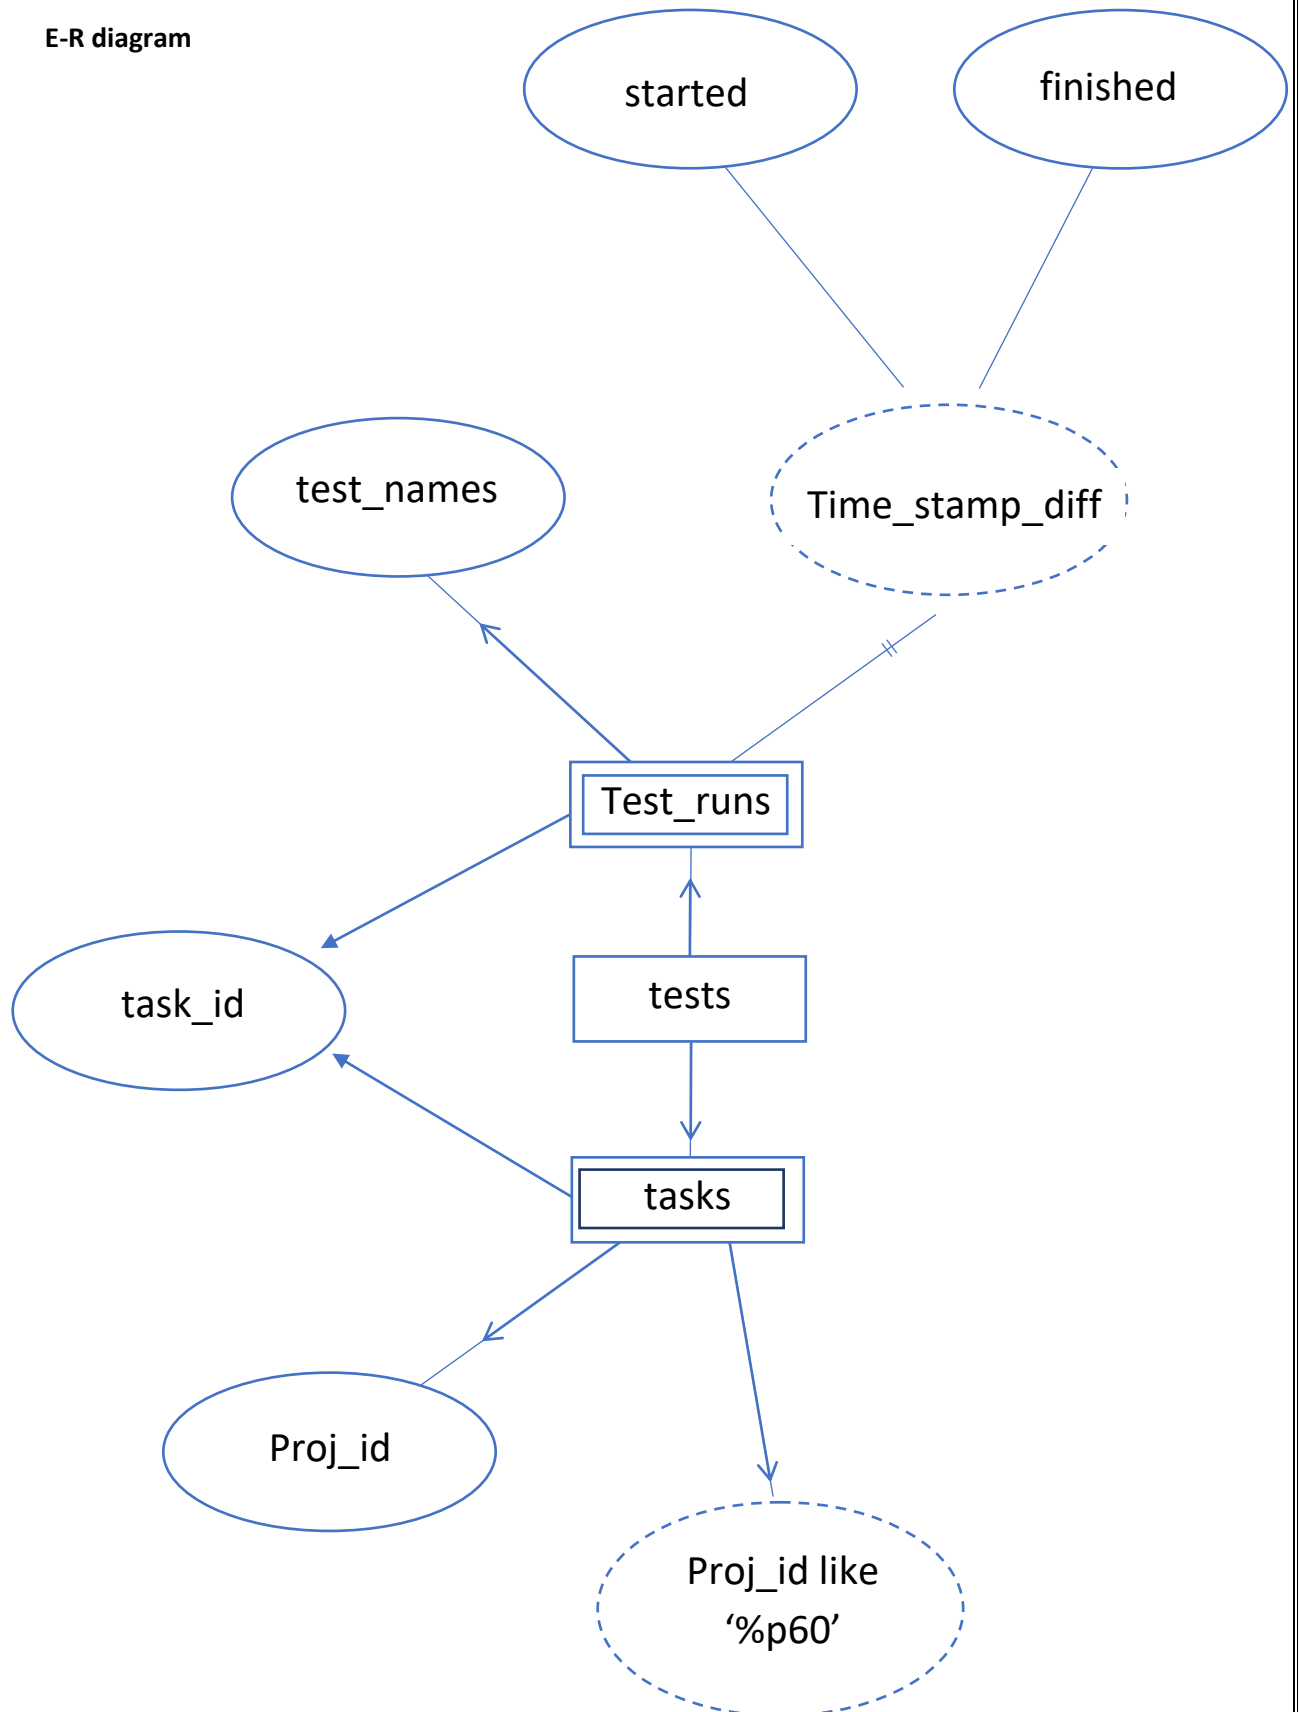 E-R diagram
started
finished
test_names
Time_stamp_diff
Test_runs
task_id
tests
tasks
Proj_id
Proj_id like
‘%p60’